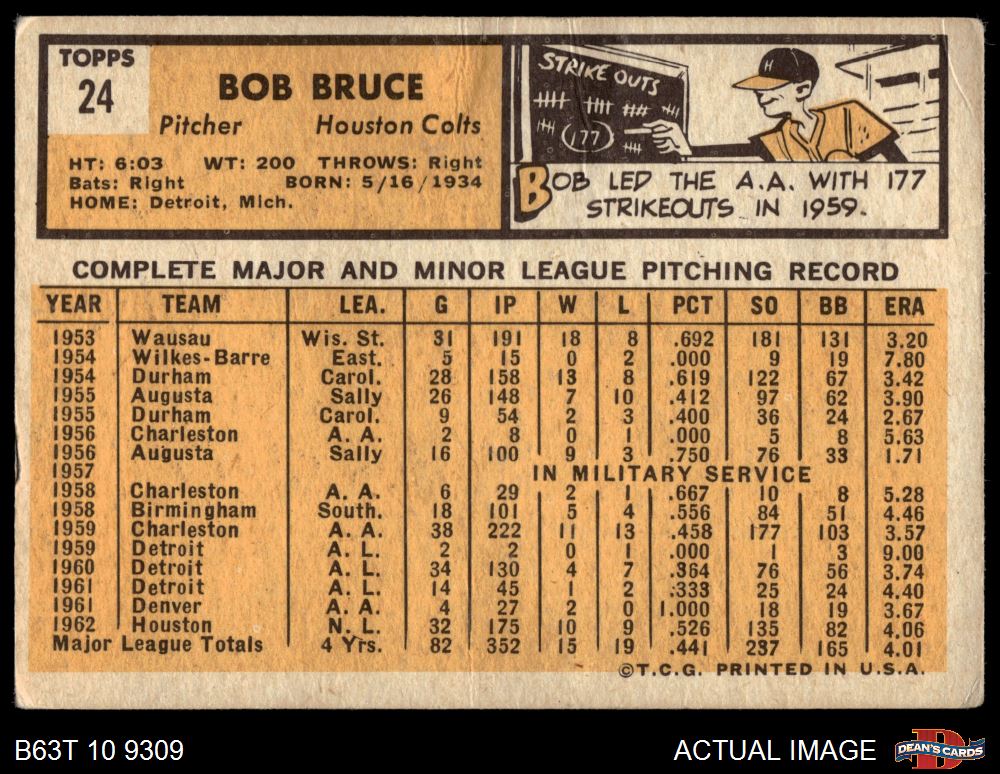 TOPPS
24
BOB BRUCE
Pitcher Houston Colts
HT: 6:03 WT: 200 THROWS: Right
Bats: Right BORN: 5/16/1934
HOME: Detroit, Mich.
STRIKE OUTS
177
H
BOB LED THE A.A. WITH 177
STRIKEOUTS IN 1959.
COMPLETE MAJOR AND MINOR LEAGUE PITCHING RECORD
YEAR TEAM LEA. G IP W L PCT SO BB ERA
1953 Wausau Wis. St. 31 191 18 8 .692 181 131 3.20
1954 Wilkes-Barre East. 5 15 0 2 .000 9 19 7.80
1954 Durham Carol. 28 158 13 8 .619 122 67 3.42
1955 Augusta Sally 26 148 7 10 .412 97 62 3.90
1955 Durham Carol. 9 54 2 3 .400 36 24 2.67
1956 Charleston A. A. 2 8 0 1 .000 5 8 5.63
1956 Augusta Sally 16 100 9 3 .750 76 33 1.71
1957 IN MILITARY SERVICE
1958 Charleston A. A. 6 29 2 1 .667 10 8 5.28
1958 Birmingham South. 18 101 5 4 .556 84 51 4.46
1959 Charleston A. A. 38 222 11 13 .458 177 103 3.57
1959 Detroit A. L. 2 2 0 1 .000 1 3 9.00
1960 Detroit A. L. 34 130 4 7 .364 76 56 3.74
1961 Detroit A. L. 14 45 1 2 .333 25 24 4.40
1961 Denver A. A. 4 27 2 0 1.000 18 19 3.67
1962 Houston N. L. 32 175 10 9 .526 135 82 4.06
Major League Totals 4 Yrs. 82 352 15 19 .441 237 165 4.01
©T.C.G. PRINTED IN U.S.A.
B63T 10 9309
ACTUAL IMAGE
D
DEAN'S CARDS